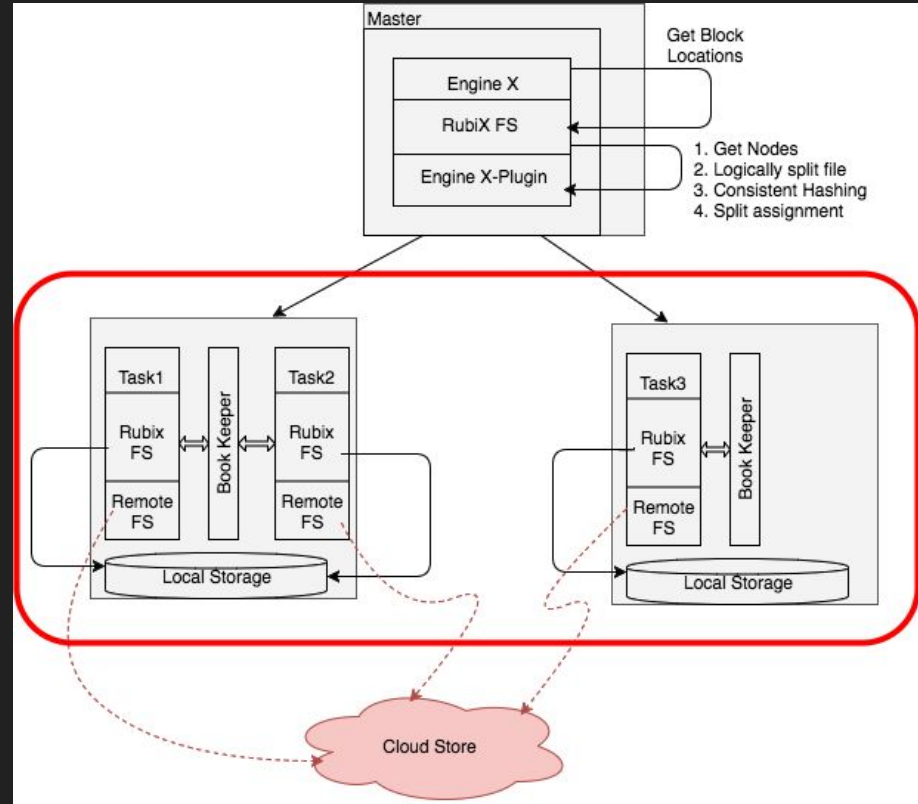 Master
Get Block
Locations
Engine X
RubiX FS
Engine X-Plugin
1. Get Nodes
2. Logically split file
3. Consistent Hashing
4. Split assignment
Task1
Rubix
FS
Remote
FS
Book Keeper
Task2
Rubix
FS
Remote
FS
Local Storage
Task3
Rubix
FS
Remote
FS
Book Keeper
Local Storage
Cloud Store